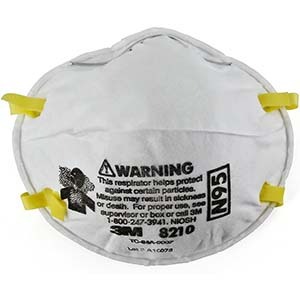 WARNING
This respirator helps protect
against certain particles.
Misuse may result in sickness
or death. For proper use, see
supervisor or box or call 3M
1-800-247-3941. NIOSH
3M 8210
N95
TC-84A-0007
Lot #